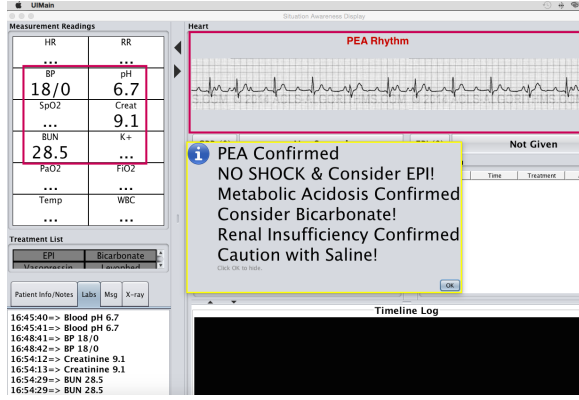 UIMain
Situation Awareness Display
Measurement Readings
HR RR
... ...
BP pH
18/0 6.7
SpO2 Creat
... 9.1
BUN K+
28.5 ...
PaO2 FiO2
... ...
Temp WBC
... ...
Treatment List
EPI Bicarbonate
Vasopressin Levophed
Patient Info/Notes Labs Msg X-ray
16:45:40=> Blood pH 6.7
16:45:41=> Blood pH 6.7
16:48:41=> BP 18/0
16:48:42=> BP 18/0
16:54:12=> Creatinine 9.1
16:54:13=> Creatinine 9.1
16:54:29=> BUN 28.5
16:54:29=> BUN 28.5
Heart
PEA Rhythm
Not Given
Time Treatment
PEA Confirmed
NO SHOCK & Consider EPI!
Metabolic Acidosis Confirmed
Consider Bicarbonate!
Renal Insufficiency Confirmed
Caution with Saline!
Click OK to hide.
OK
Timeline Log